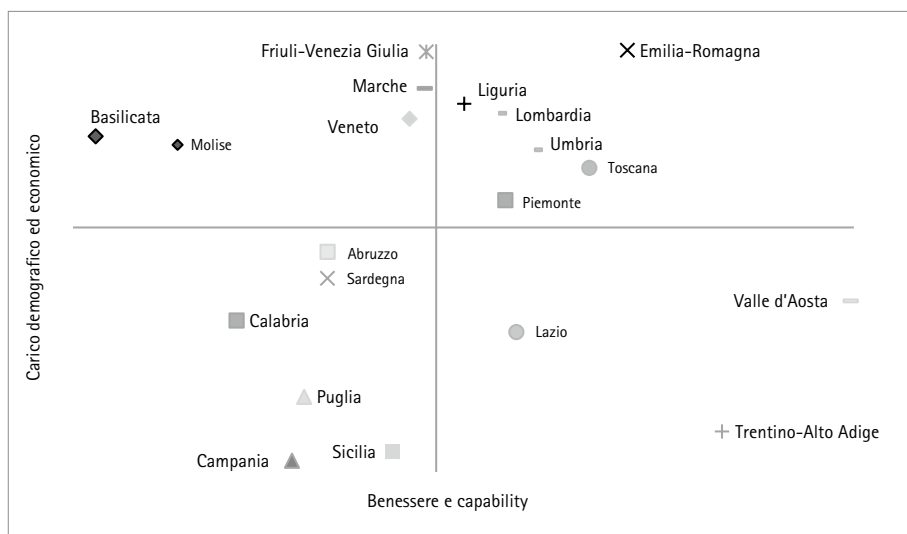 Friuli-Venezia Giulia
Emilia-Romagna
Marche
Liguria
Basilicata
Lombardia
Veneto
Molise
Umbria
Toscana
Piemonte
Carico demografico ed economico
Abruzzo
Sardegna
Valle d'Aosta
Calabria
Lazio
Puglia
Trentino-Alto Adige
Sicilia
Campania
Benessere e capability